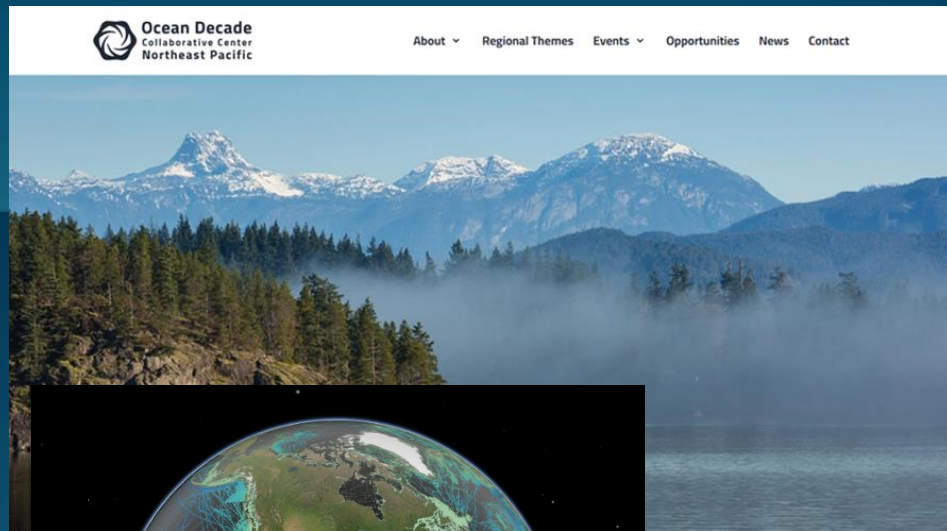 Ocean Decade
Collaborative Center
Northeast Pacific
About Regional Themes Events Opportunities News Contact